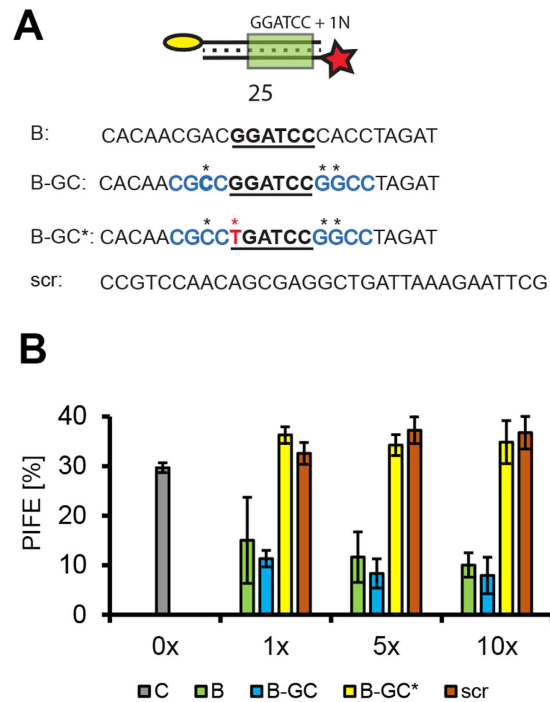 A
GGATCC + 1N
25
B: CACAACGACGGATCCCACCTAGAT
* * *
B-GC: CACAACGCCGGATCCGGCCTAGAT
* * * *
B-GC*: CACAACGCCTGATCCGGCCTAGAT
scr: CCGTCCAACAGCGAGGCTGATTAAAGAATTCG
B
PIFE [%]
40
30
20
10
0
0x 1x 5x 10x
C B B-GC B-GC* scr